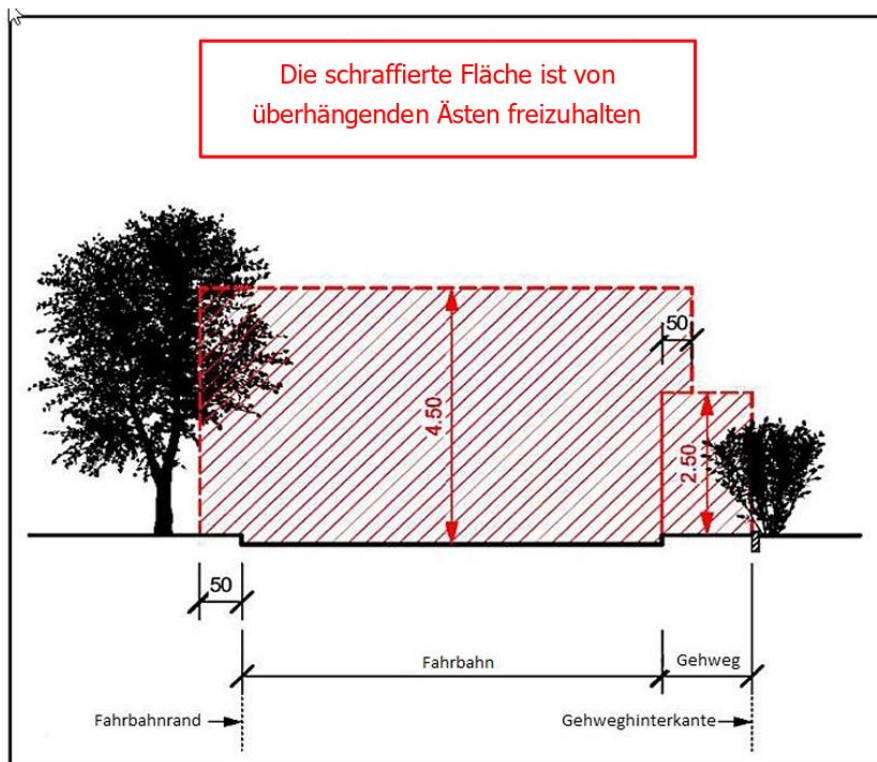 Die schraffierte Fläche ist von
überhängenden Ästen freizuhalten
50
4.50
2.50
50
Fahrbahn
Gehweg
Fahrbahnrand
Gehweghinterkante